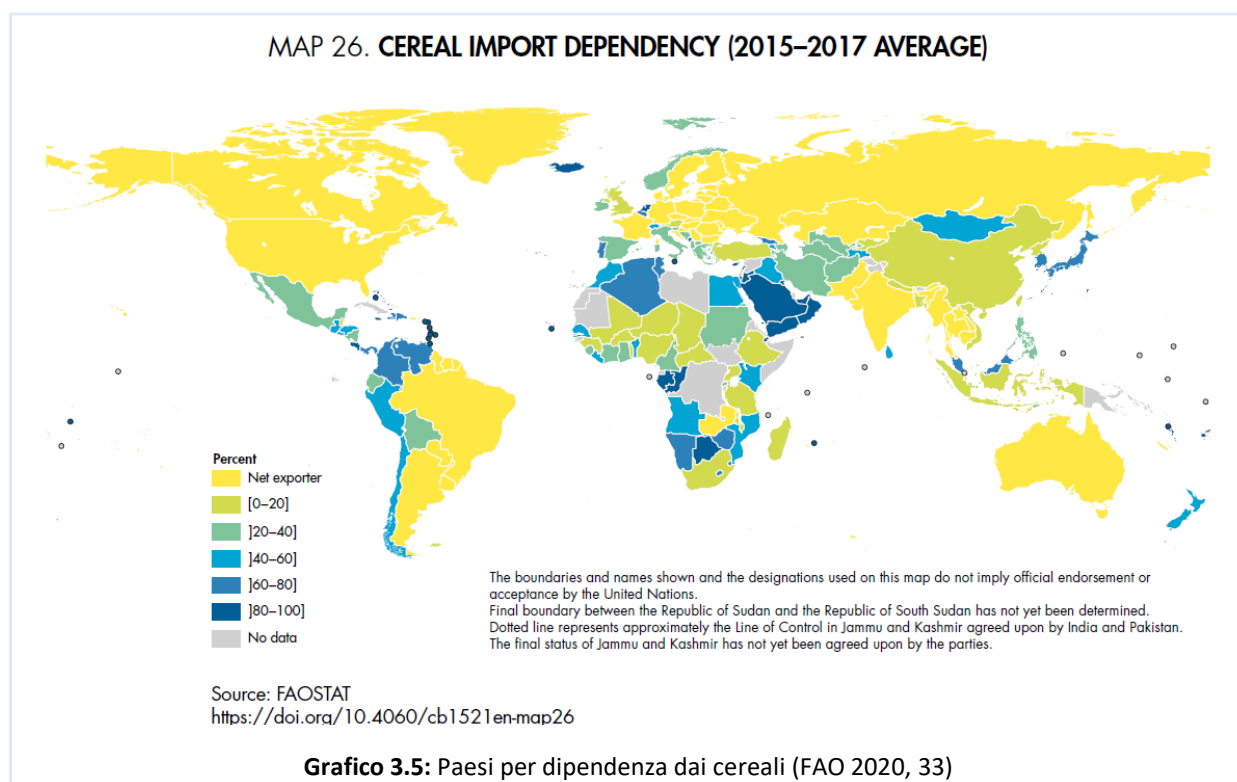 MAP 26. CEREAL IMPORT DEPENDENCY (2015–2017 AVERAGE)
Percent
Net exporter
[0–20]
]20–40]
]40–60]
]60–80]
]80–100]
No data
The boundaries and names shown and the designations used on this map do not imply official endorsement or
acceptance by the United Nations.
Final boundary between the Republic of Sudan and the Republic of South Sudan has not yet been determined.
Dotted line represents approximately the Line of Control in Jammu and Kashmir agreed upon by India and Pakistan.
The final status of Jammu and Kashmir has not yet been agreed upon by the parties.
Source: FAOSTAT
https://doi.org/10.4060/cb1521en-map26
Grafico 3.5: Paesi per dipendenza dai cereali (FAO 2020, 33)